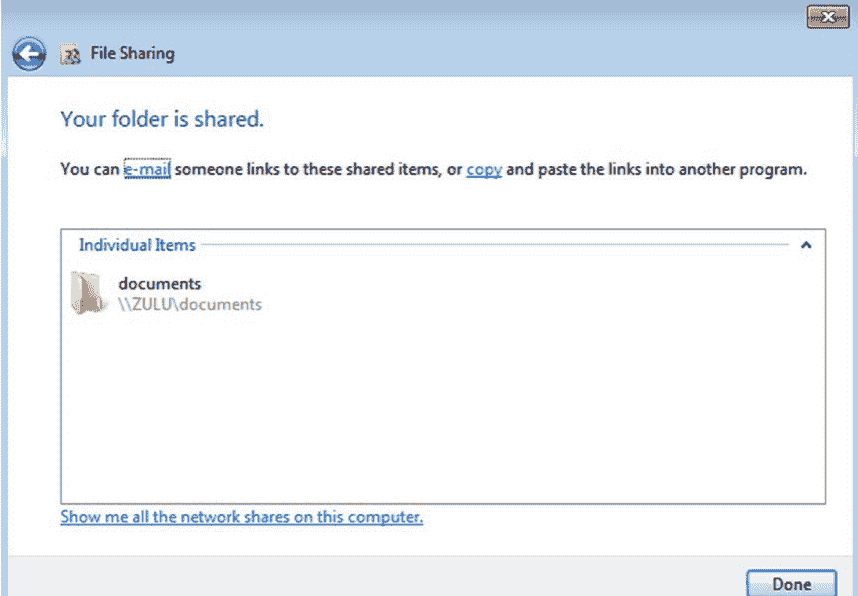 File Sharing
Your folder is shared.
You can e-mail someone links to these shared items, or copy and paste the links into another program.
Individual Items
documents
\\ZULU\documents
Show me all the network shares on this computer.
Done